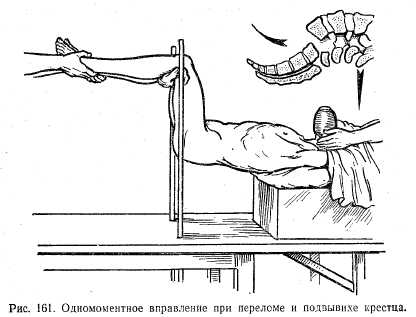 Рис. 161. Одномоментное вправление при переломе и подвывихе крестца.